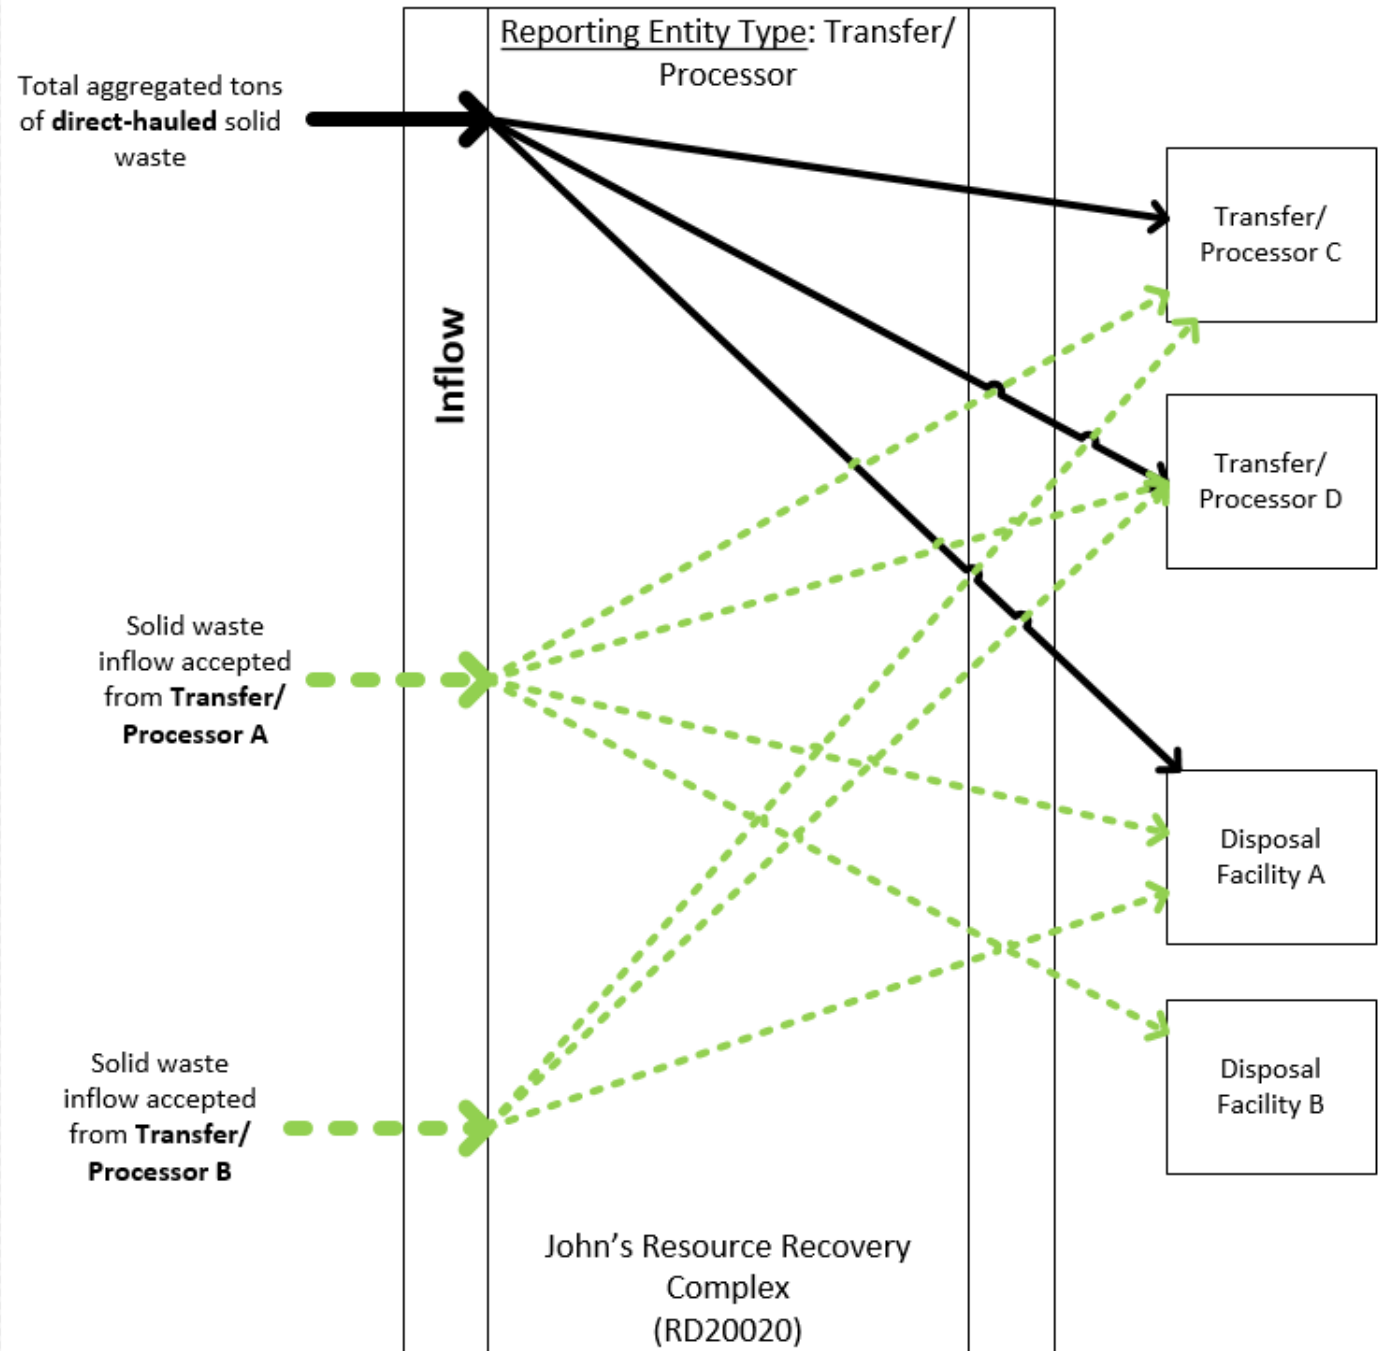 Reporting Entity Type: Transfer/
Processor
Total aggregated tons
of direct-hauled solid
waste
Inflow
Transfer/
Processor C
Transfer/
Processor D
Solid waste
inflow accepted
from Transfer/
Processor A
Disposal
Facility A
Solid waste
inflow accepted
from Transfer/
Processor B
Disposal
Facility B
John's Resource Recovery
Complex
(RD20020)